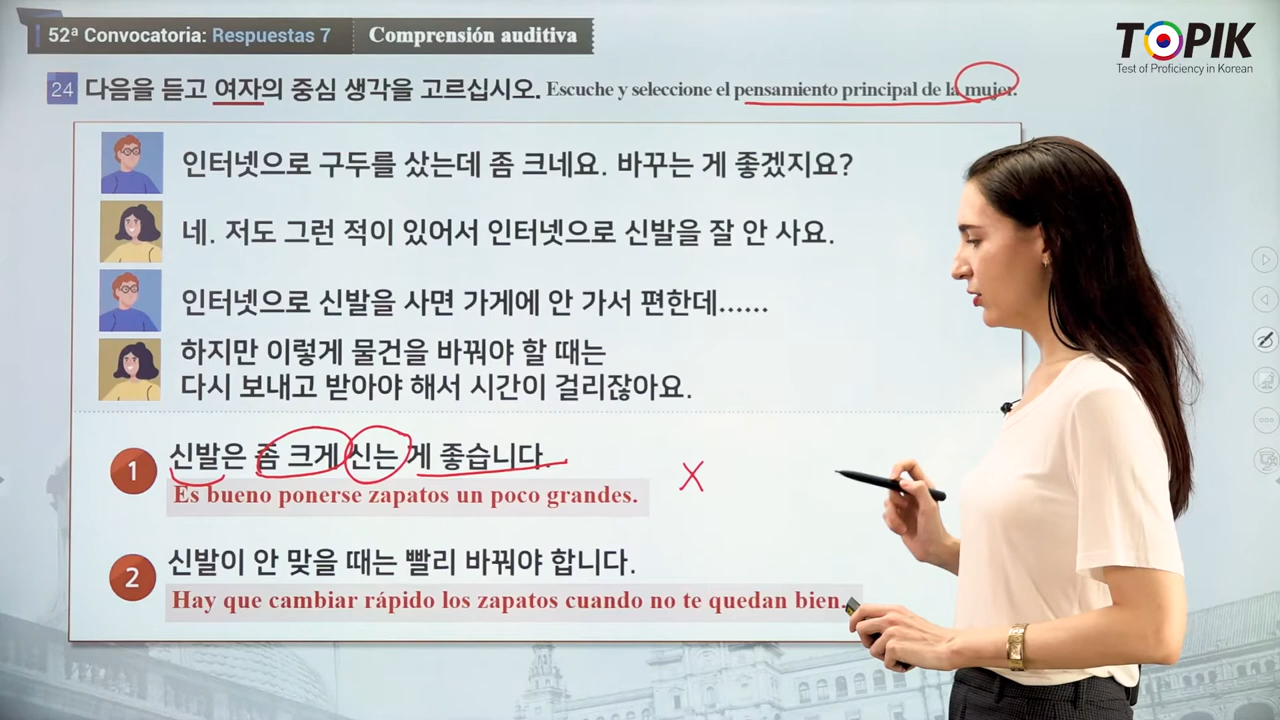 52ª Convocatoria: Respuestas 7 Comprensión auditiva
TOPIK
Test of Proficiency in Korean
24 다음을 듣고 여자의 중심 생각을 고르십시오. Escuche y seleccione el pensamiento principal de la mujer.
인터넷으로 구두를 샀는데 좀 크네요. 바꾸는 게 좋겠지요?
네. 저도 그런 적이 있어서 인터넷으로 신발을 잘 안 사요.
인터넷으로 신발을 사면 가게에 안 가서 편한데......
하지만 이렇게 물건을 바꿔야 할 때는
다시 보내고 받아야 해서 시간이 걸리잖아요.
1 신발은 좀 크게 신는 게 좋습니다.
Es bueno ponerse zapatos un poco grandes.
X
2 신발이 안 맞을 때는 빨리 바꿔야 합니다.
Hay que cambiar rápido los zapatos cuando no te quedan bien.